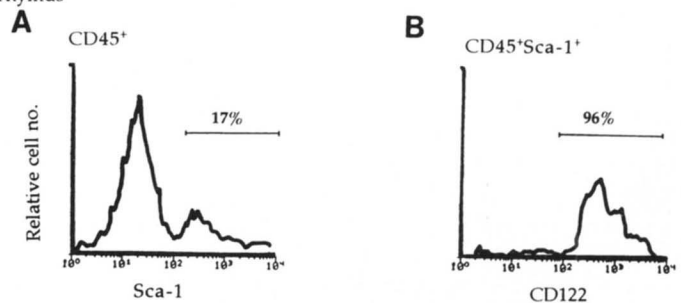 A
CD45⁺
17%
Relative cell no.
10⁰ 10¹ 10² 10³ 10⁴
Sca-1
B
CD45⁺Sca-1⁺
96%
10⁰ 10¹ 10² 10³ 10⁴
CD122